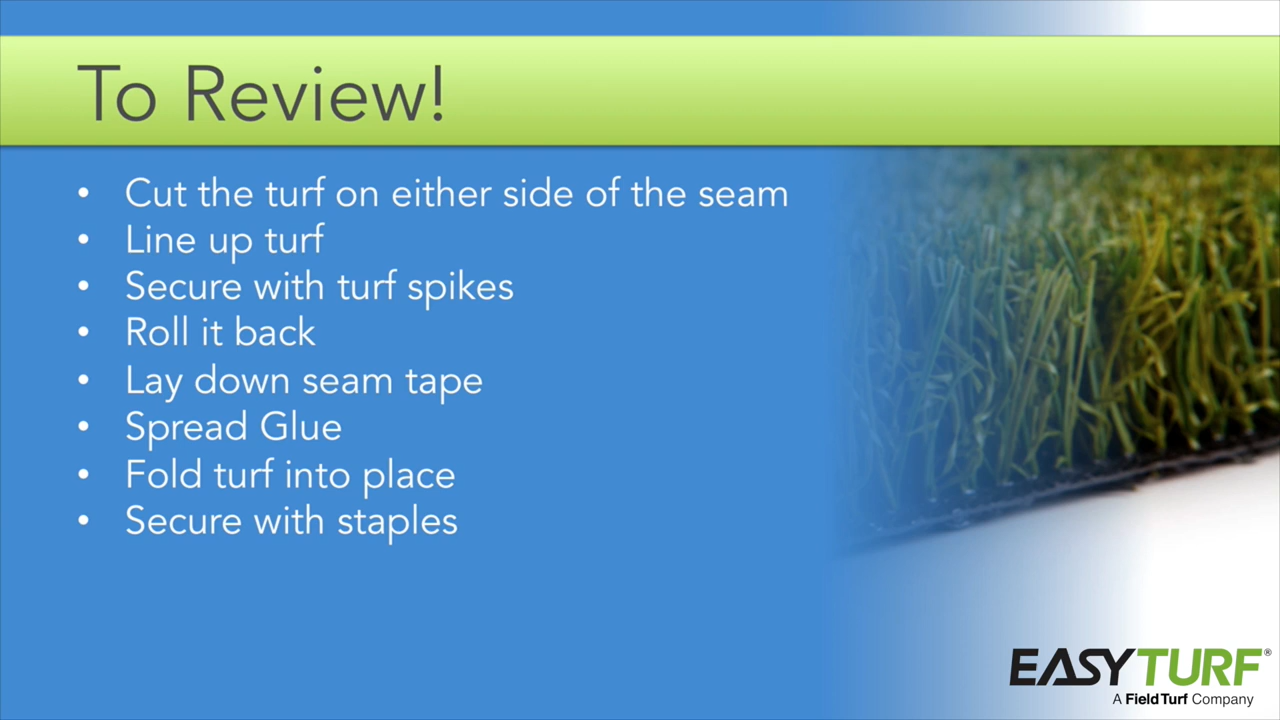 To Review!
• Cut the turf on either side of the seam
• Line up turf
• Secure with turf spikes
• Roll it back
• Lay down seam tape
• Spread Glue
• Fold turf into place
• Secure with staples
EASYTURF®
A FieldTurf Company